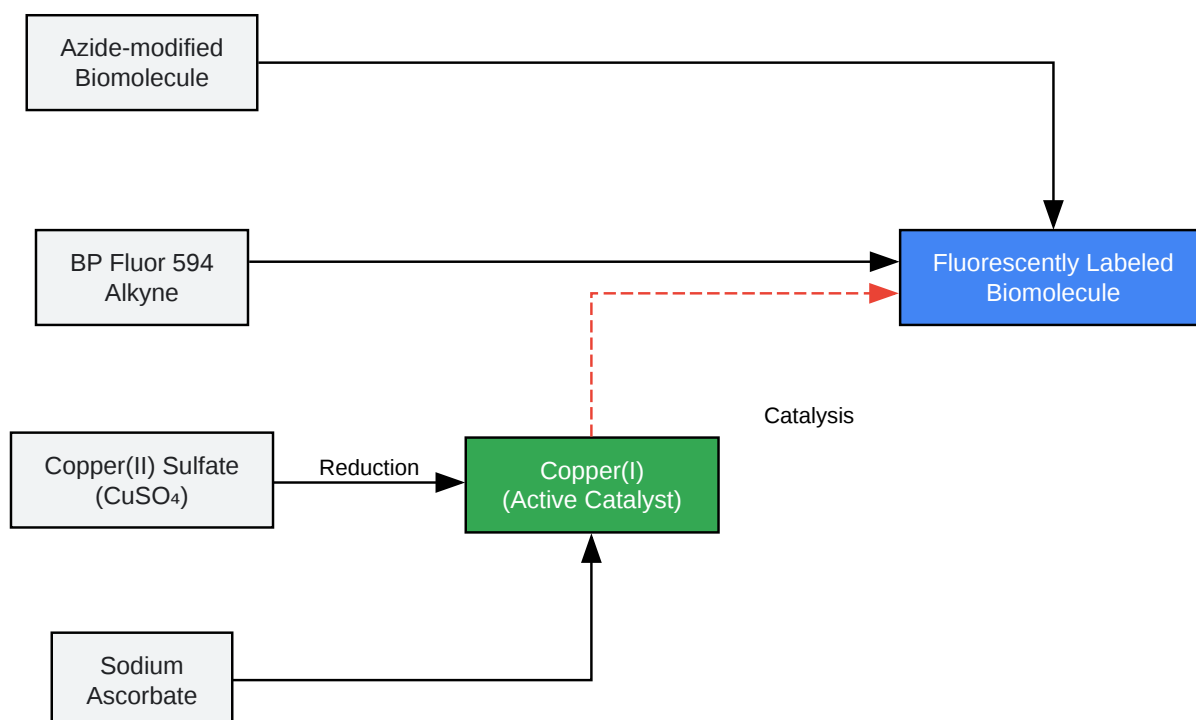 Azide-modified
Biomolecule
BP Fluor 594
Alkyne
Fluorescently Labeled
Biomolecule
Catalysis
Copper(II) Sulfate
(CuSO₄)
Reduction
Copper(I)
(Active Catalyst)
Sodium
Ascorbate